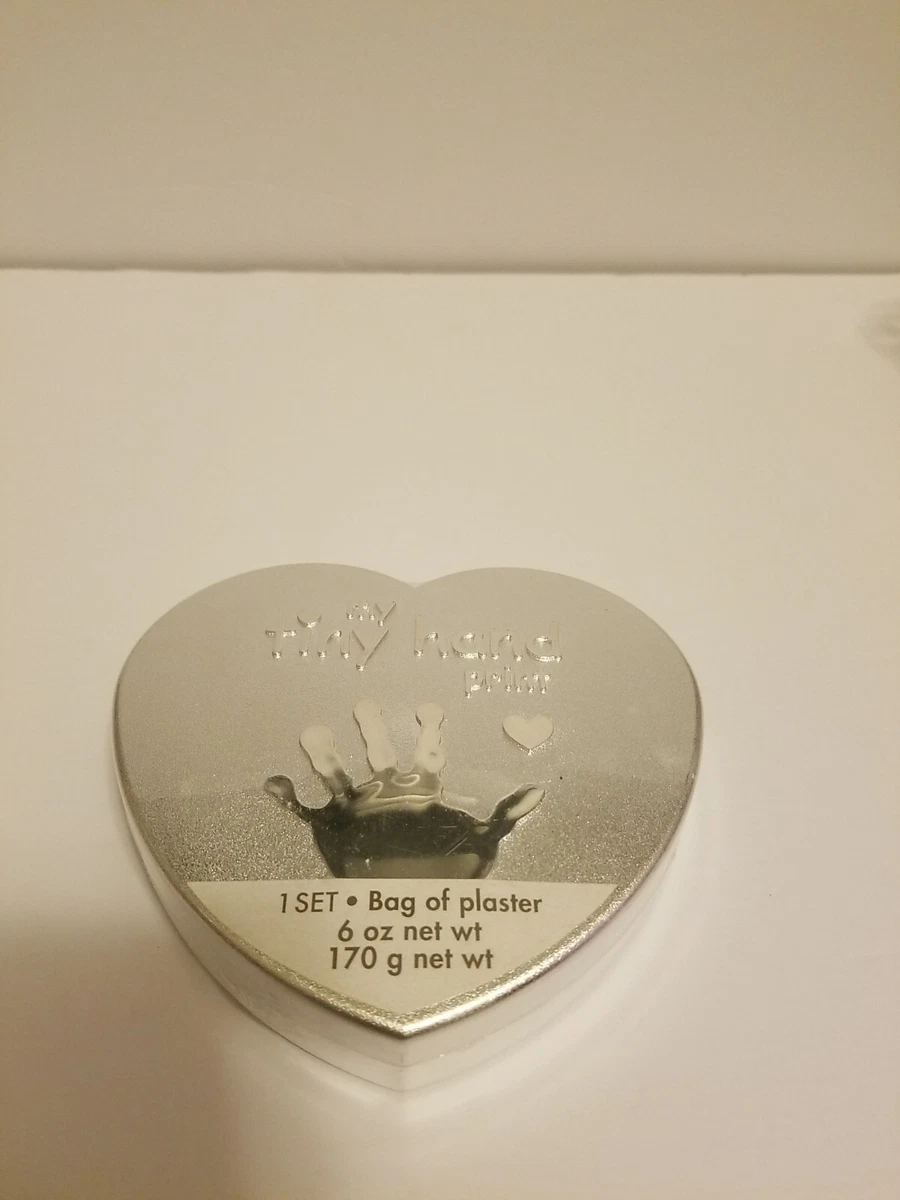 my
Tiny hand
print
1 SET • Bag of plaster
6 oz net wt
170 g net wt